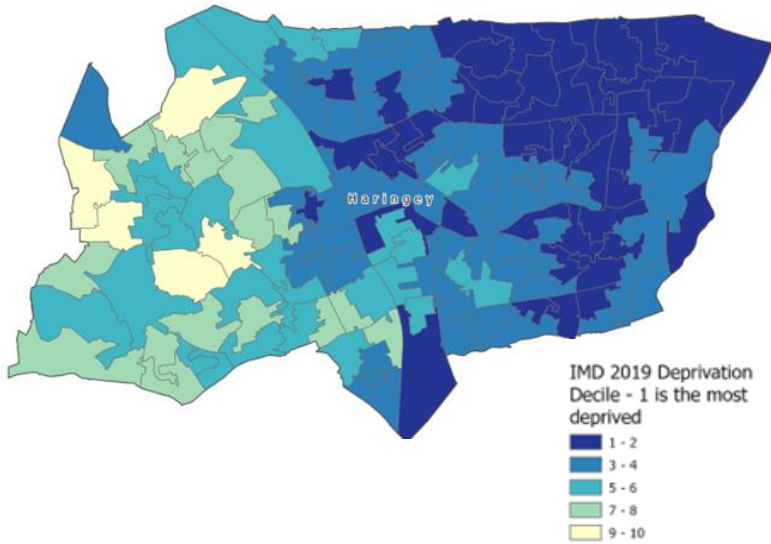 Haringey
IMD 2019 Deprivation
Decile - 1 is the most
deprived
1 - 2
3 - 4
5 - 6
7 - 8
9 - 10